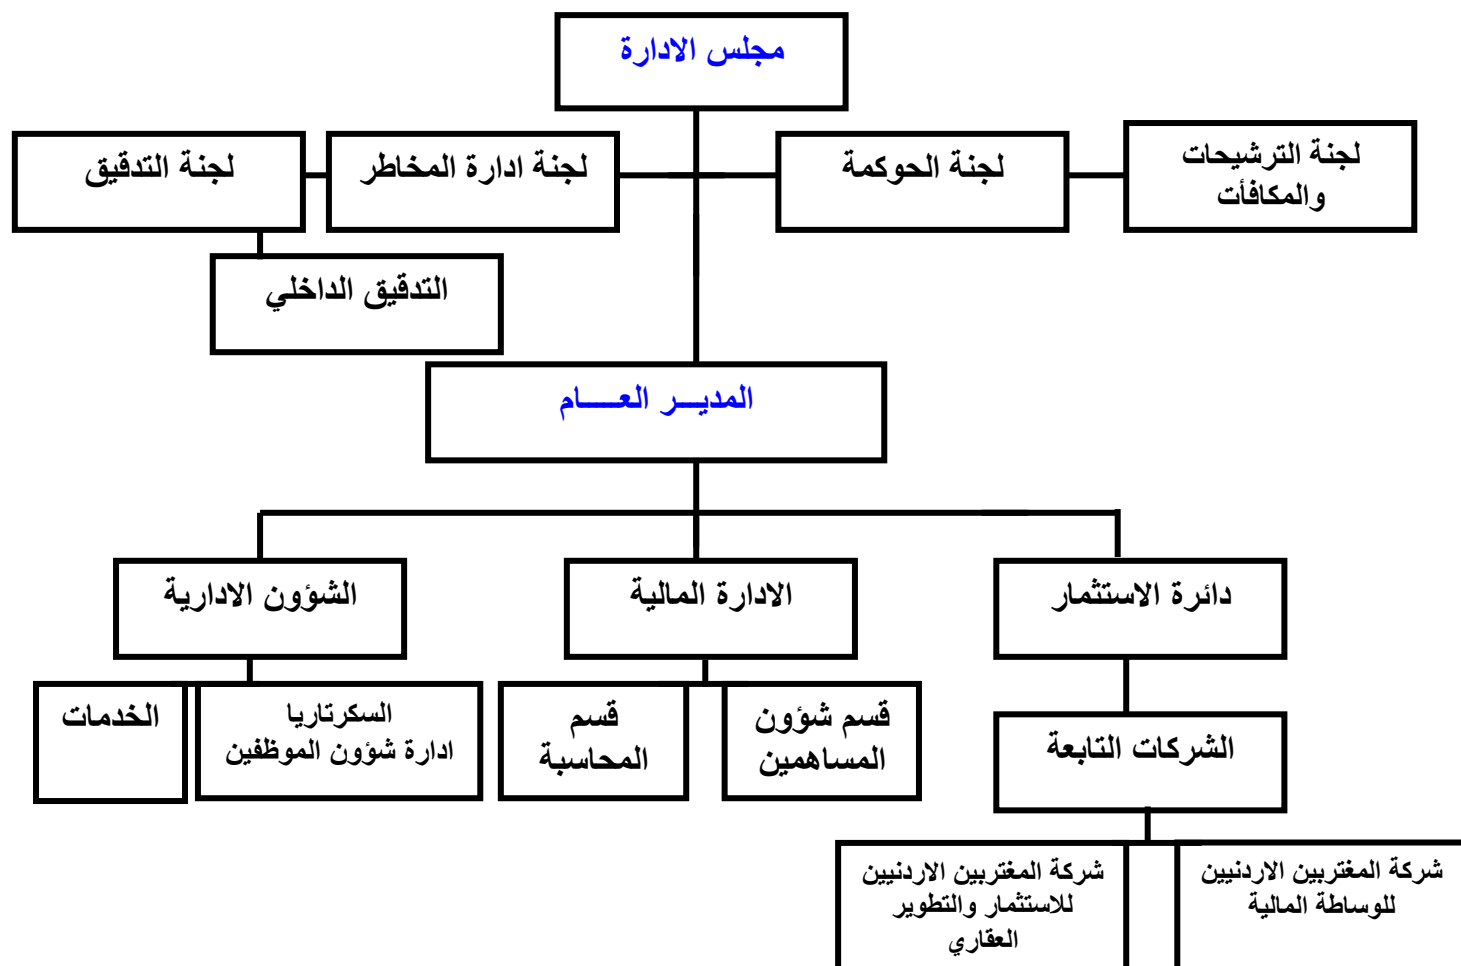 مجلس الادارة
لجنة الترشيحات
والمكافأت
لجنة الحوكمة
لجنة ادارة المخاطر
لجنة التدقيق
التدقيق الداخلي
المديــر العــــام
دائرة الاستثمار
الادارة المالية
الشؤون الادارية
قسم شؤون
المساهمين
قسم
المحاسبة
السكرتاريا
ادارة شؤون الموظفين
الخدمات
الشركات التابعة
شركة المغتربين الاردنيين
للوساطة المالية
شركة المغتربين الاردنيين
للاستثمار والتطوير
العقاري